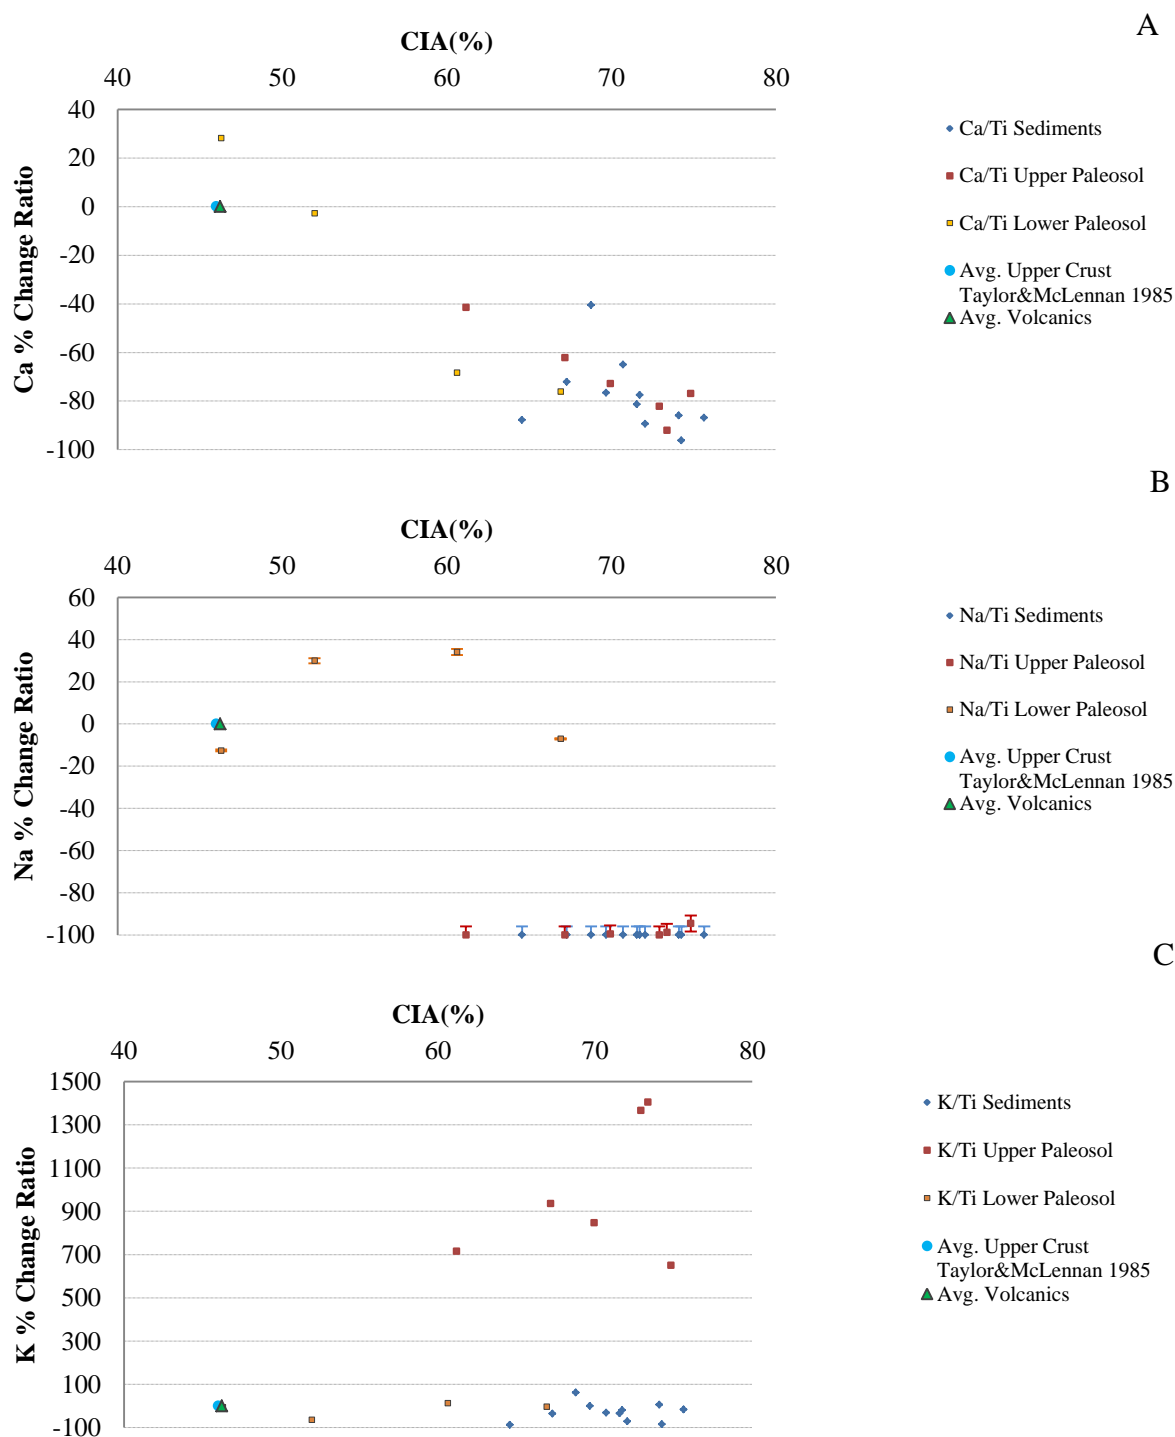 A
CIA(%)
40 50 60 70 80
40
20
0
-20
-40
-60
-80
-100
Ca % Change Ratio
Ca/Ti Sediments
Ca/Ti Upper Paleosol
Ca/Ti Lower Paleosol
Avg. Upper Crust
Taylor&McLennan 1985
Avg. Volcanics
B
CIA(%)
40 50 60 70 80
60
40
20
0
-20
-40
-60
-80
-100
Na % Change Ratio
Na/Ti Sediments
Na/Ti Upper Paleosol
Na/Ti Lower Paleosol
Avg. Upper Crust
Taylor&McLennan 1985
Avg. Volcanics
C
CIA(%)
40 50 60 70 80
1500
1300
1100
900
700
500
300
100
-100
K % Change Ratio
K/Ti Sediments
K/Ti Upper Paleosol
K/Ti Lower Paleosol
Avg. Upper Crust
Taylor&McLennan 1985
Avg. Volcanics